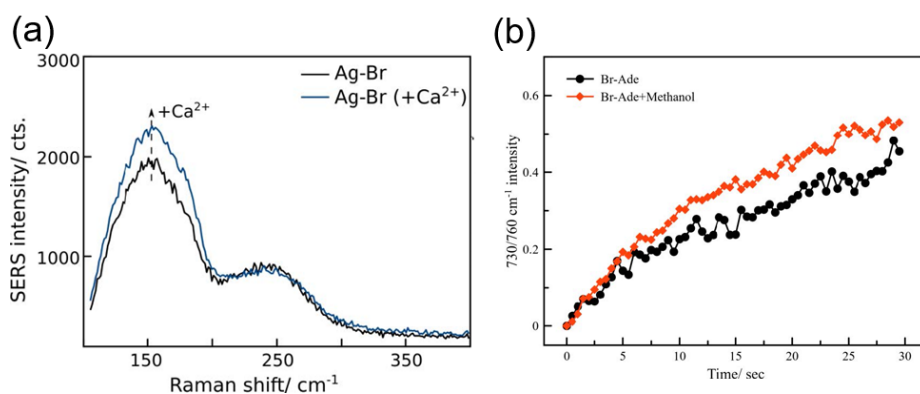 (a)
3000
2000
1000
SERS intensity/ cts.
Ag-Br
Ag-Br (+Ca²⁺)
+Ca²⁺
150
250
350
Raman shift/ cm⁻¹
(b)
0.6
0.4
0.2
0
730/760 cm⁻¹ intensity
Br-Ade
Br-Ade+Methanol
0
5
10
15
20
25
30
Time/ sec